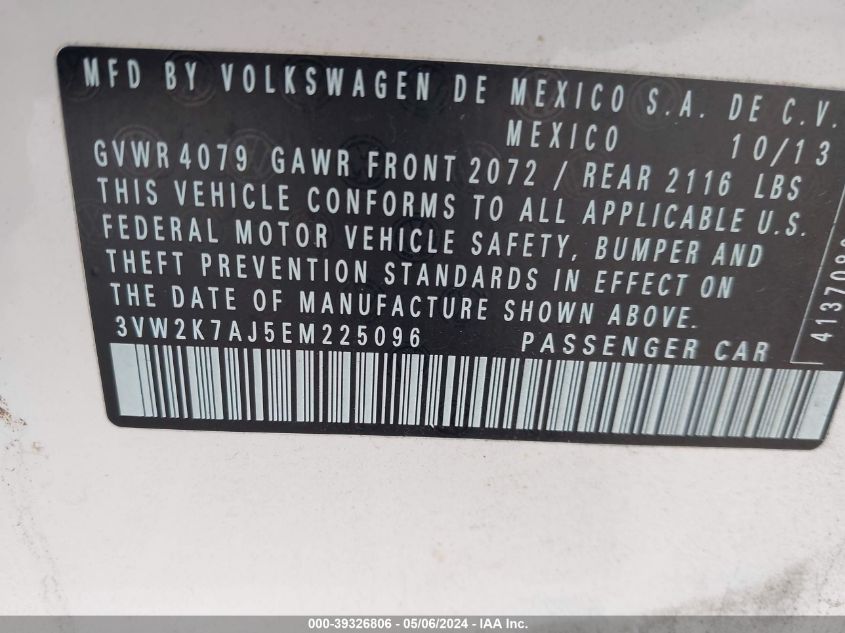 MFD BY VOLKSWAGEN DE MEXICO S.A. DE C.V.
MEXICO 10/13
GVWR 4079 GAWR FRONT 2072 / REAR 2116 LBS
THIS VEHICLE CONFORMS TO ALL APPLICABLE U.S.
FEDERAL MOTOR VEHICLE SAFETY, BUMPER AND
THEFT PREVENTION STANDARDS IN EFFECT ON
THE DATE OF MANUFACTURE SHOWN ABOVE.
3VW2K7AJ5EM225096 PASSENGER CAR
000-39326806 - 05/06/2024 - IAA Inc.